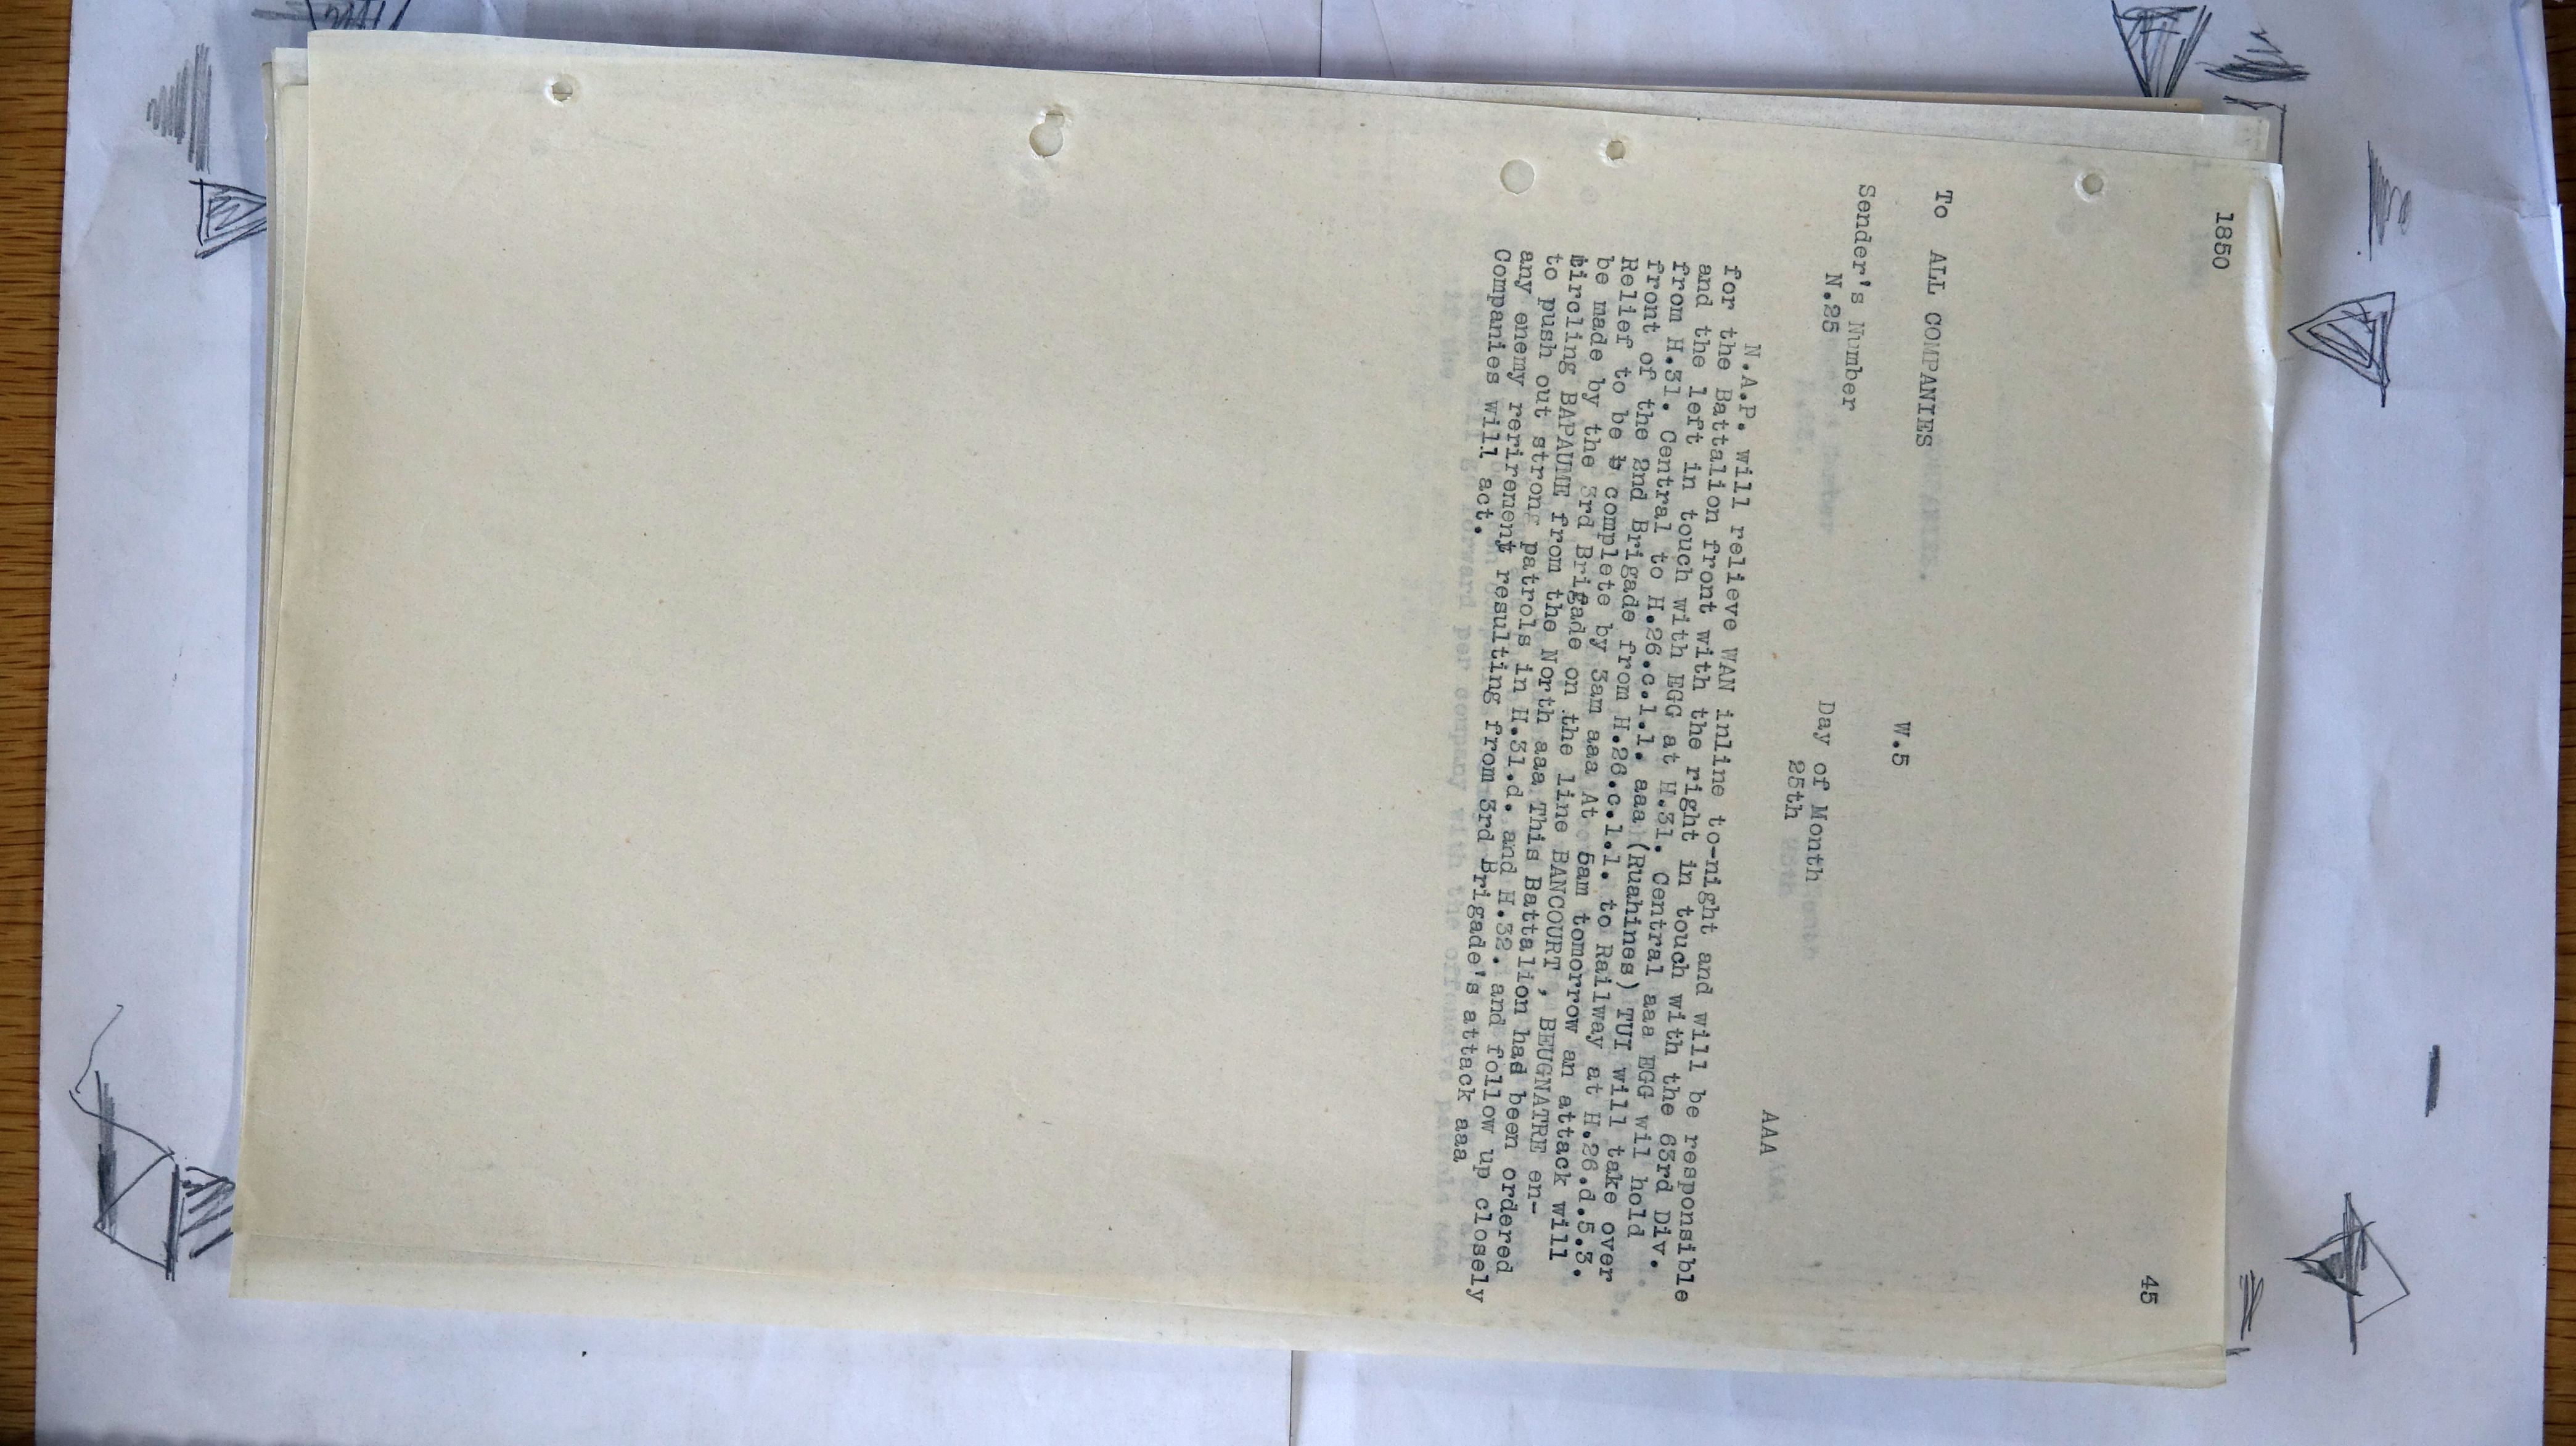 1850
45
To ALL COMPANIES
W.5
Sender's Number
Day of Month
N.25
25th
AAA
N.A.P. will relieve WAN inline to-night and will be responsible
for the Battalion front with the right in touch with the 63rd Div.
and the left in touch with EGG at H.31. Central aaa EGG wil hold
from H.31. Central to H.26.c.1.1. aaa (Ruahines) TUI will take over
front of the 2nd Brigade from H.26.c.1.1. to Railway at H.26.d.5.3.
Relief to be complete by 3am aaa At 5am tomorrow an attack will
be made by the 3rd Brigade on the line BANCOURT, BEUGNATRE en-
circling BAPAUME from the North aaa This Battalion had been ordered
to push out strong patrols in H.31.d. and H.32. and follow up closely
any enemy rerirement resulting from 3rd Brigade's attack aaa
Companies will act.